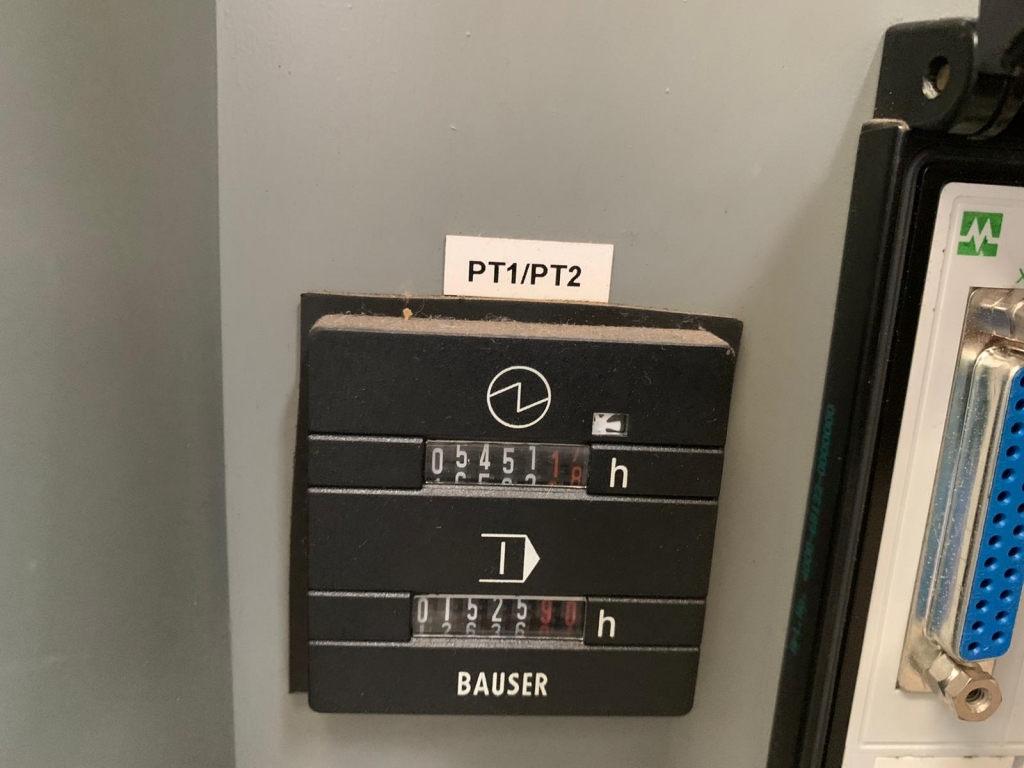 PT1/PT2
0545118 h
0152590 h
BAUSER